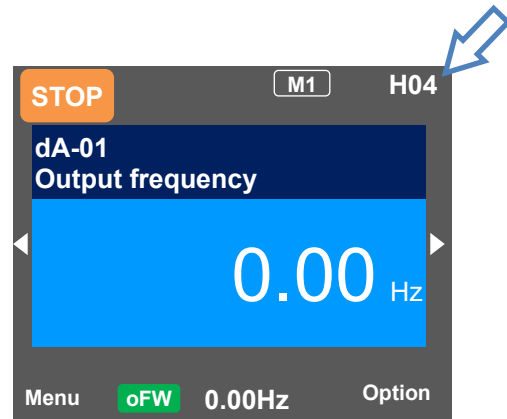 STOP M1 H04
dA-01
Output frequency
0.00 Hz
Menu oFW 0.00Hz Option